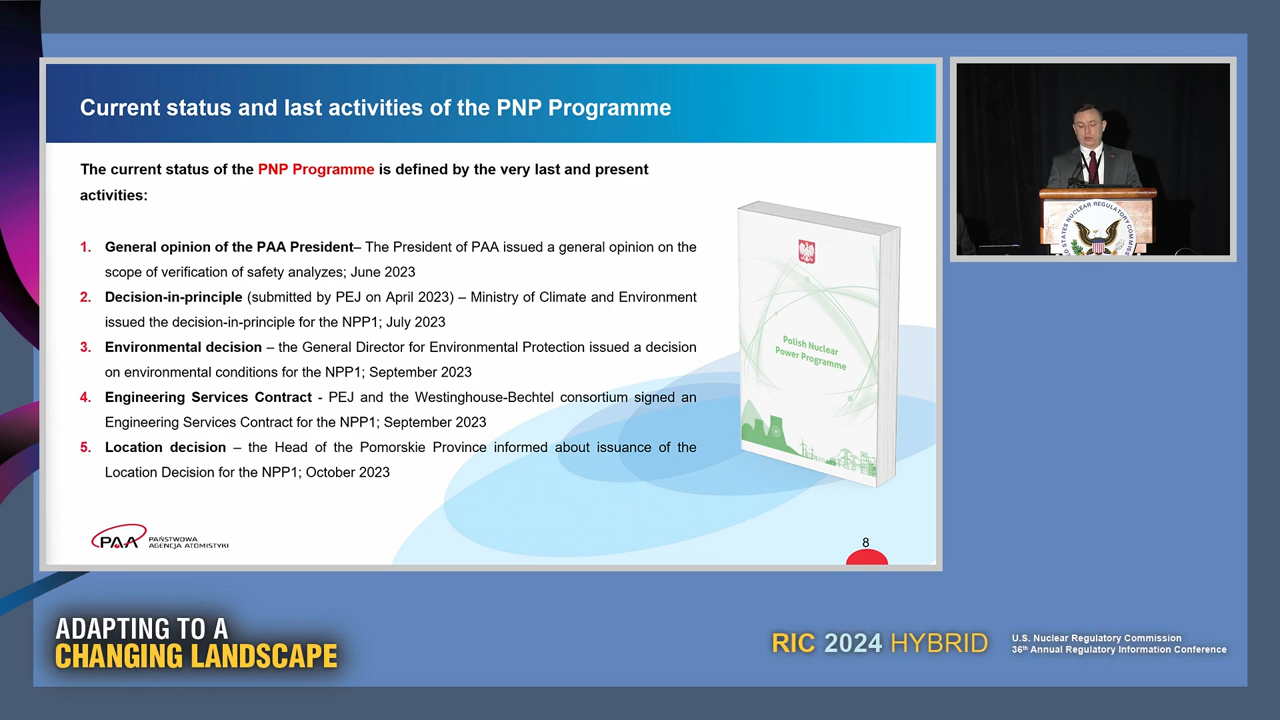 Current status and last activities of the PNP Programme
The current status of the PNP Programme is defined by the very last and present
activities:
1. General opinion of the PAA President– The President of PAA issued a general opinion on the
scope of verification of safety analyzes; June 2023
2. Decision-in-principle (submitted by PEJ on April 2023) – Ministry of Climate and Environment
issued the decision-in-principle for the NPP1; July 2023
3. Environmental decision – the General Director for Environmental Protection issued a decision
on environmental conditions for the NPP1; September 2023
4. Engineering Services Contract - PEJ and the Westinghouse-Bechtel consortium signed an
Engineering Services Contract for the NPP1; September 2023
5. Location decision – the Head of the Pomorskie Province informed about issuance of the
Location Decision for the NPP1; October 2023
Polish Nuclear
Power Programme
PAA PAŃSTWOWA
AGENCJA ATOMISTYKI
8
STATES NUCLEAR REGULATORY
ADAPTING TO A
CHANGING LANDSCAPE
RIC 2024 HYBRID
U.S. Nuclear Regulatory Commission
36th Annual Regulatory Information Conference